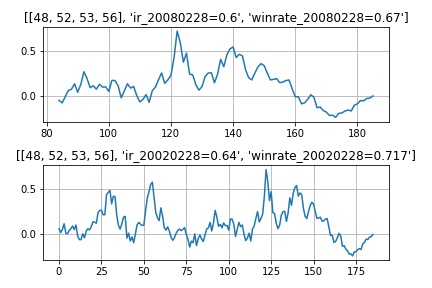 [[48, 52, 53, 56], 'ir_20080228=0.6', 'winrate_20080228=0.67']
0.5
0.0
80 100 120 140 160 180
[[48, 52, 53, 56], 'ir_20020228=0.64', 'winrate_20020228=0.717']
0.5
0.0
0 25 50 75 100 125 150 175